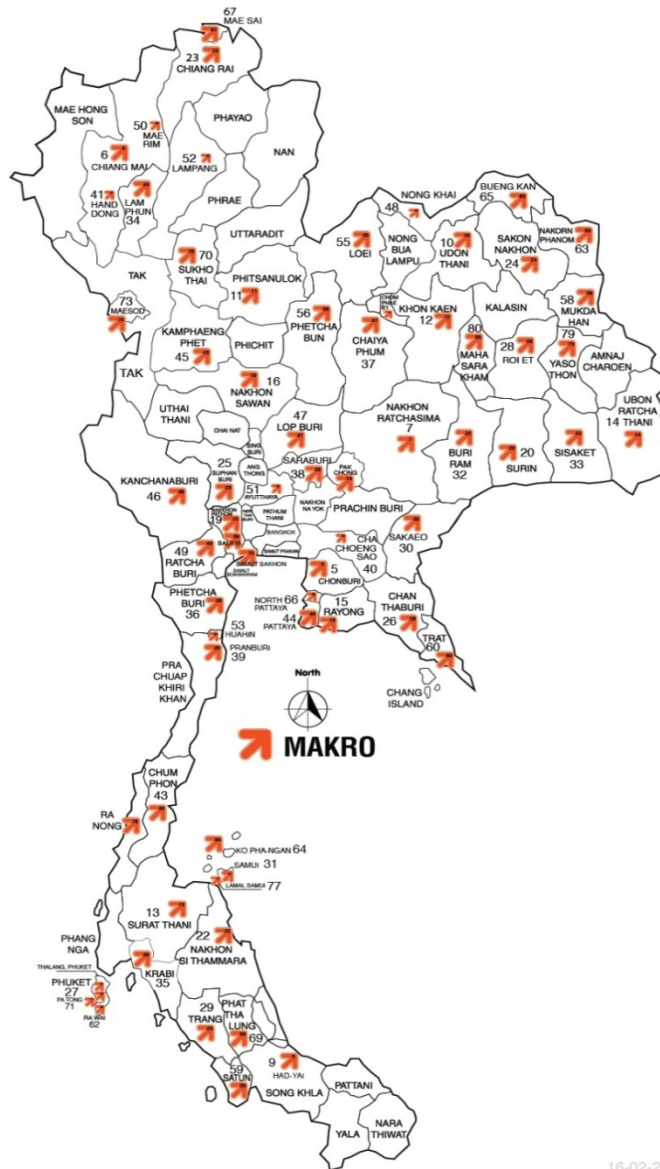 67
MAE SAI
23
CHIANG RAI
MAE HONG
SON
50
MAE
RIM
PHAYAO
NAN
6
CHIANG MAI
52
LAMPANG
41
HAND
DONG
LAM
PHUN
34
PHRAE
UTTARADIT
TAK
70
SUKHO
THAI
PHITSANULOK
11
73
MAESOD
KAMPHAENG
PHET
45
PHICHIT
56
PHETCHA
BUN
TAK
16
NAKHON
SAWAN
UTHAI
THANI
CHAI NAT
SING
BURI
47
LOP BURI
NONG KHAI
48
BUENG KAN
65
55
LOEI
NONG
BUA
LAMPU
10
UDON
THANI
SAKON
NAKHON
24
NAKORN
PHANOM
63
KHON KAEN
12
KALASIN
58
MUKDA
HAN
CHAIYA
PHUM
37
80
MAHA
SARA
KHAM
28
ROI ET
79
YASO
THON
AMNAJ
CHAROEN
UBON
RATCHA
THANI
14
NAKHON
RATCHASIMA
7
BURI
RAM
32
20
SURIN
SISAKET
33
KANCHANABURI
46
25
SUPHAN
BURI
ANG
THONG
51
AYUTTHAYA
SARABURI
38
PAK
CHONG
NAKHON
NA YOK
PRACHIN BURI
PATHUM
THANI
19
BANGKOK
SAMUT SAKHON
49
RATCHA
BURI
CHA
CHOENG
SAO
40
SAKAEO
30
5
CHONBURI
PHETCHA
BURI
36
NORTH 66
PATTAYA
44
PATTAYA
15
RAYONG
CHAN
THABURI
26
TRAT
60
53
HUAHIN
PRANBURI
39
PRA
CHUAP
KHIRI
KHAN
CHANG
ISLAND
North
MAKRO
CHUM
PHON
43
RA
NONG
KO PHA-NGAN 64
SAMUI 31
LAMAI, SAMUI 77
13
SURAT THANI
PHANG
NGA
22
NAKHON
SI THAMMARA
THALANG, PHUKET
PHUKET
27
PA TONG
71
RA WAI
62
KRABI
35
29
TRANG
PHAT
THA
LUNG
69
59
SATUN
9
HAD-YAI
SONG KHLA
PATTANI
YALA
NARA
THIWAT